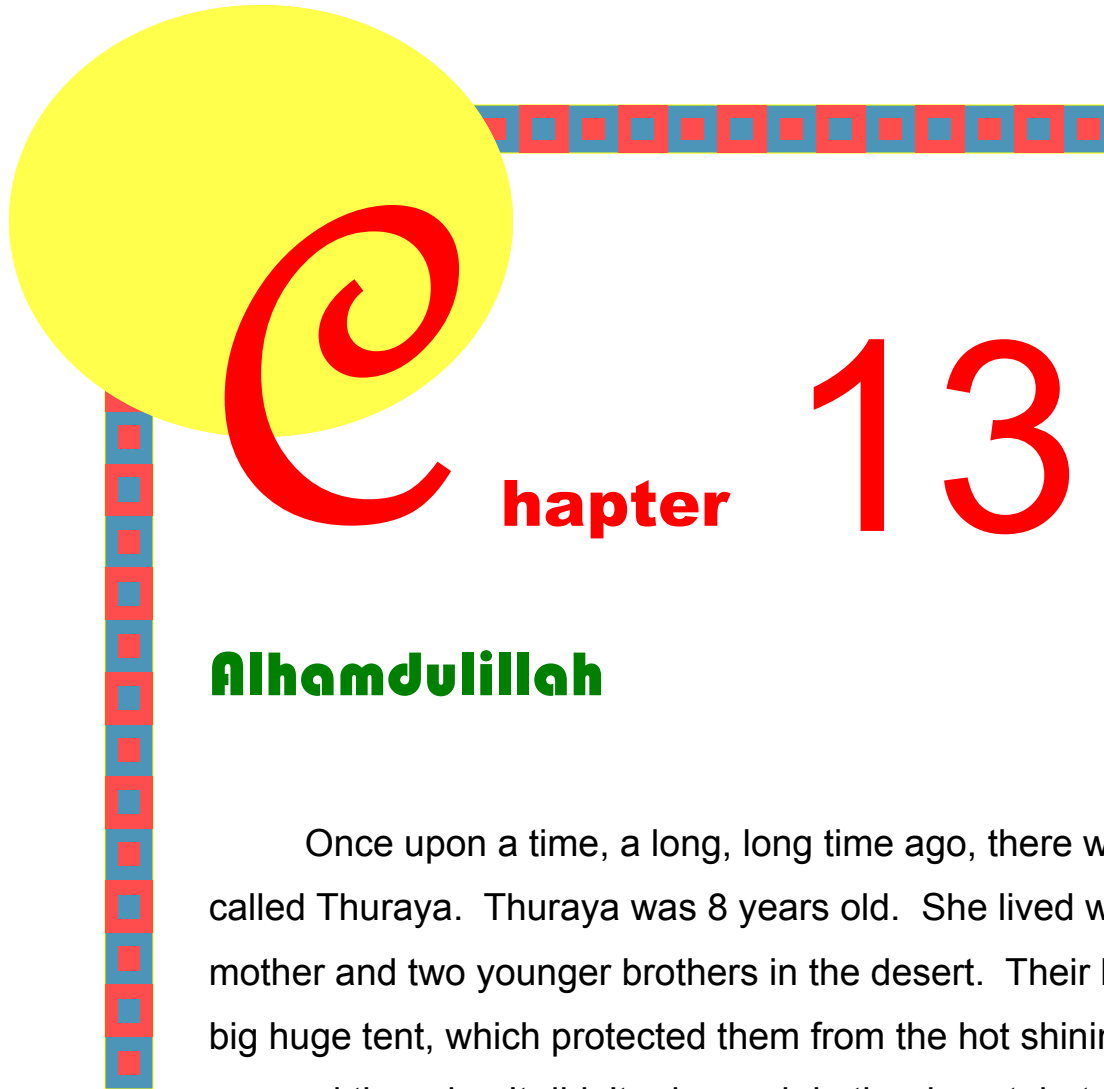 Chapter 13
Alhamdulillah
Once upon a time, a long, long time ago, there
called Thuraya. Thuraya was 8 years old. She lived
mother and two younger brothers in the desert. Their
big huge tent, which protected them from the hot